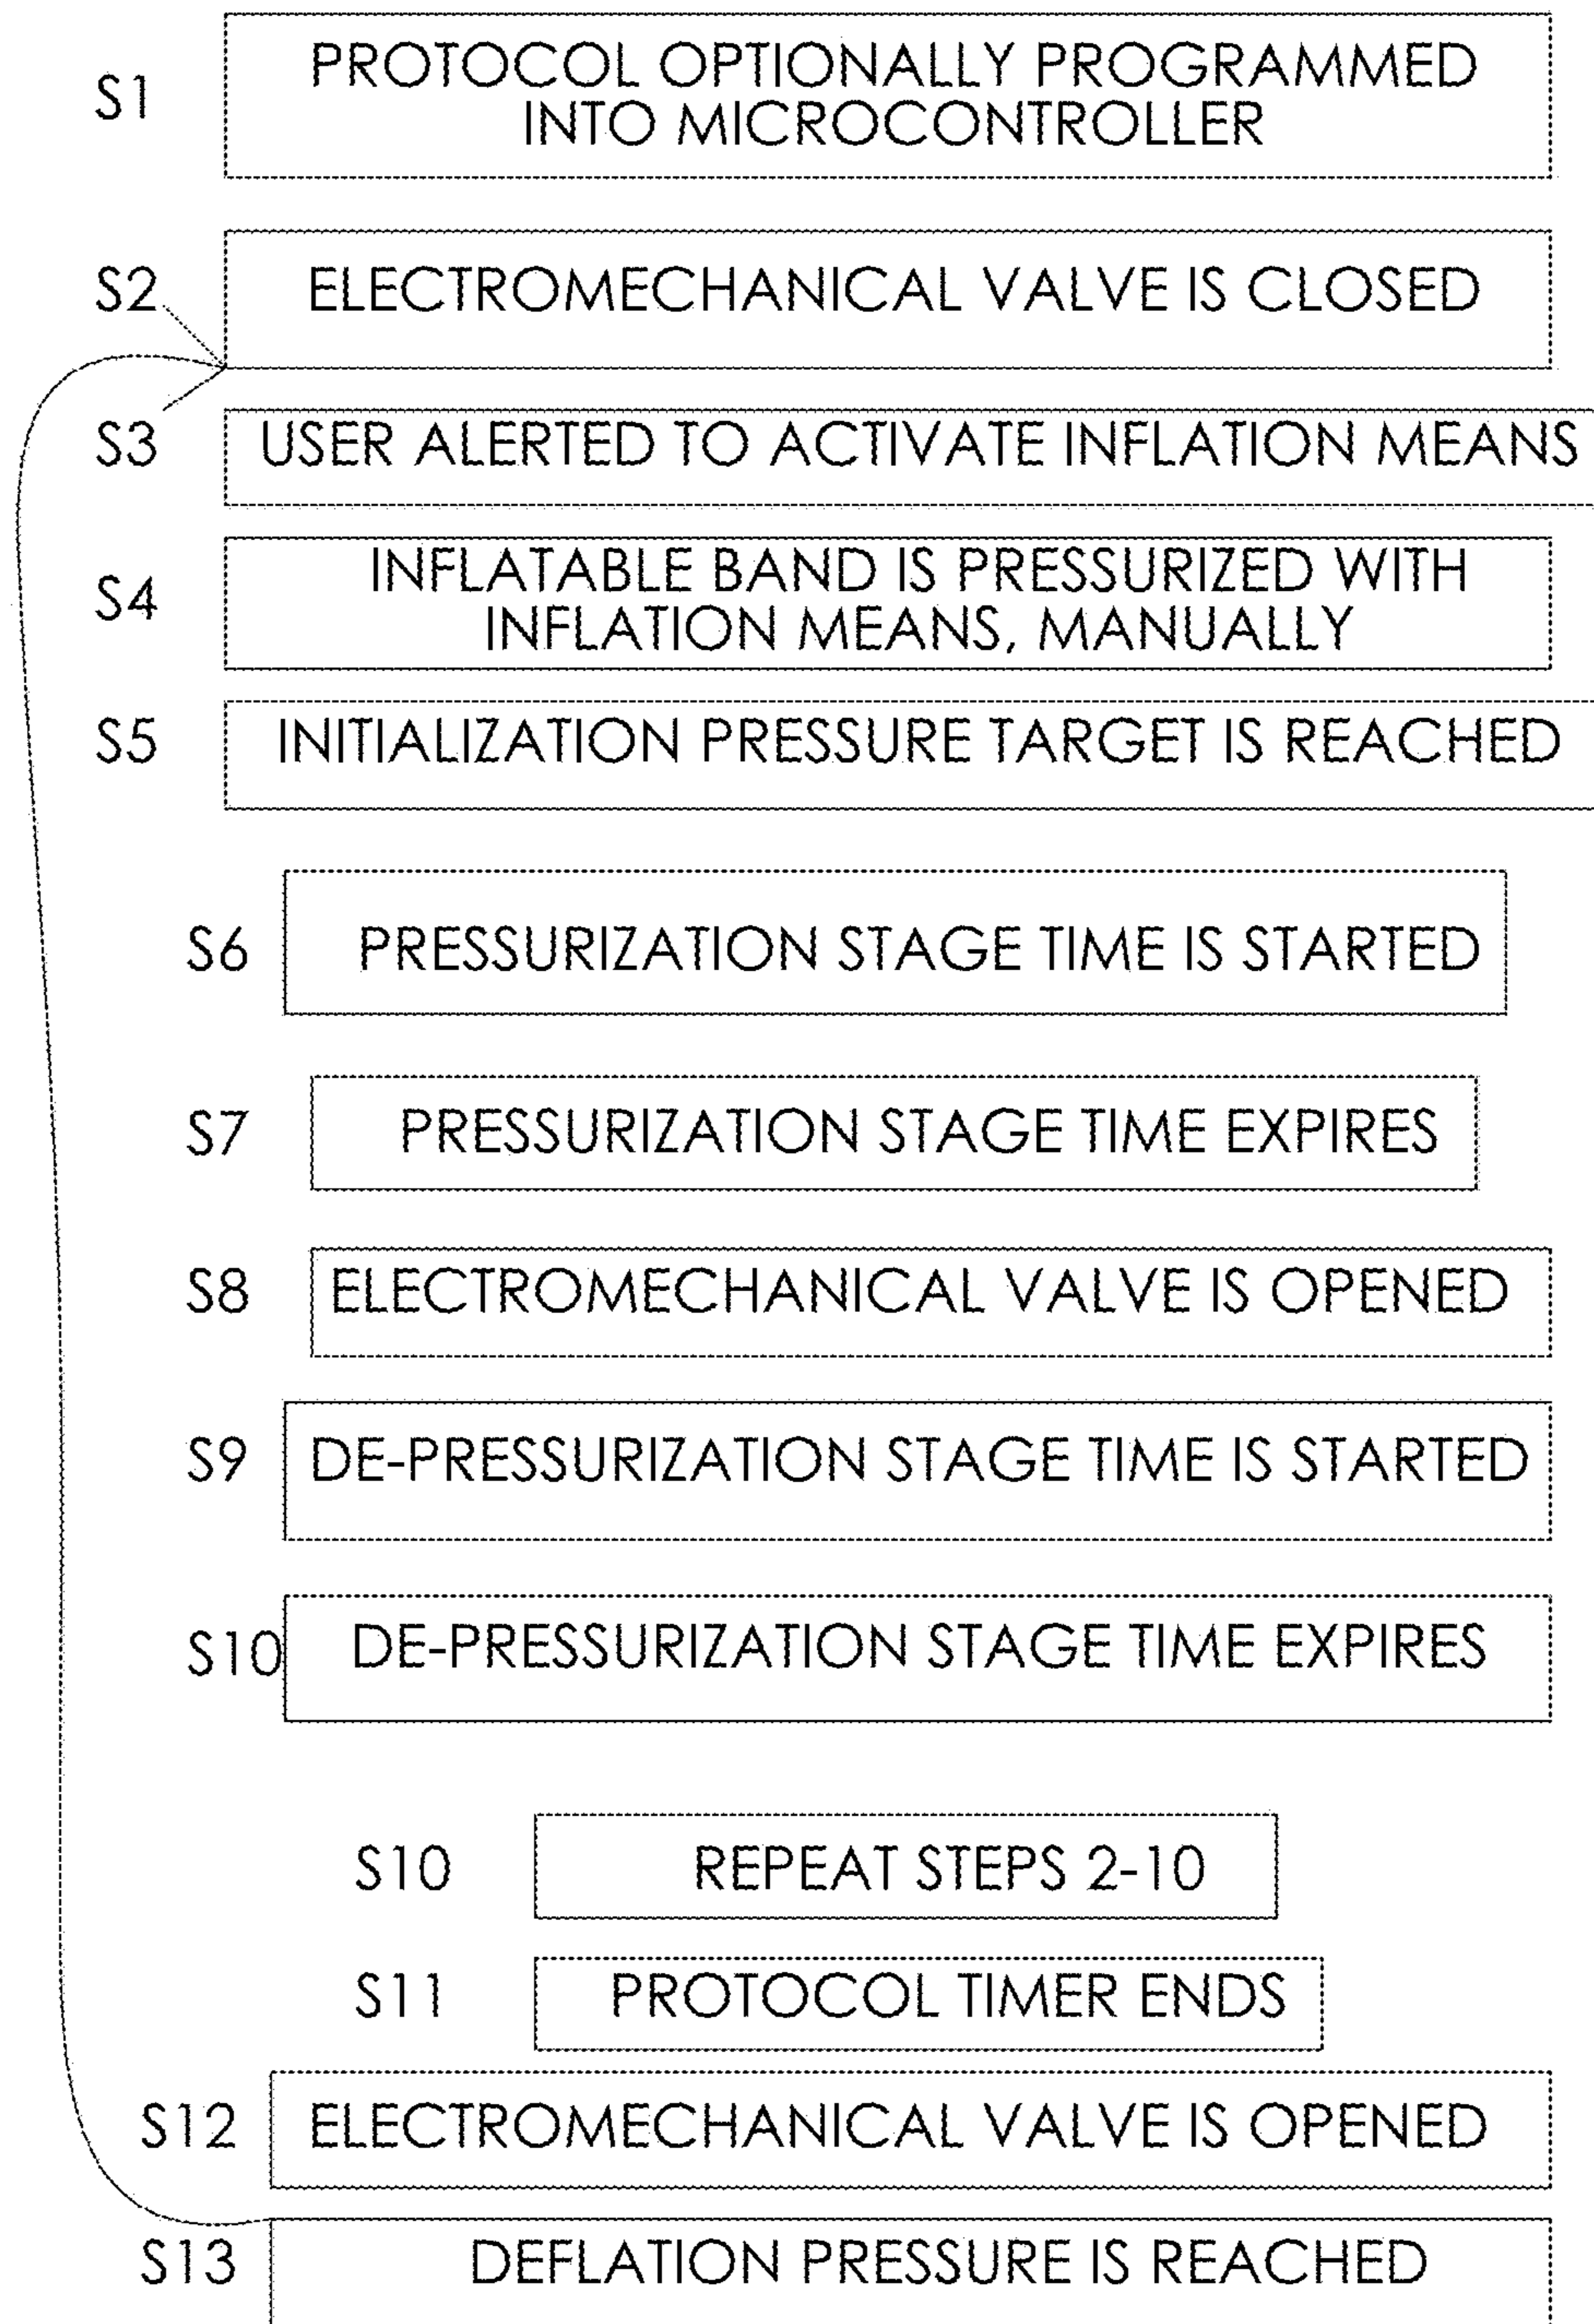 S1 PROTOCOL OPTIONALLY PROGRAMMED
INTO MICROCONTROLLER
S2 ELECTROMECHANICAL VALVE IS CLOSED
S3 USER ALERTED TO ACTIVATE INFLATION MEANS
S4 INFLATABLE BAND IS PRESSURIZED WITH
INFLATION MEANS, MANUALLY
S5 INITIALIZATION PRESSURE TARGET IS REACHED
S6 PRESSURIZATION STAGE TIME IS STARTED
S7 PRESSURIZATION STAGE TIME EXPIRES
S8 ELECTROMECHANICAL VALVE IS OPENED
S9 DE-PRESSURIZATION STAGE TIME IS STARTED
S10 DE-PRESSURIZATION STAGE TIME EXPIRES
S10 REPEAT STEPS 2-10
S11 PROTOCOL TIMER ENDS
S12 ELECTROMECHANICAL VALVE IS OPENED
S13 DEFLATION PRESSURE IS REACHED